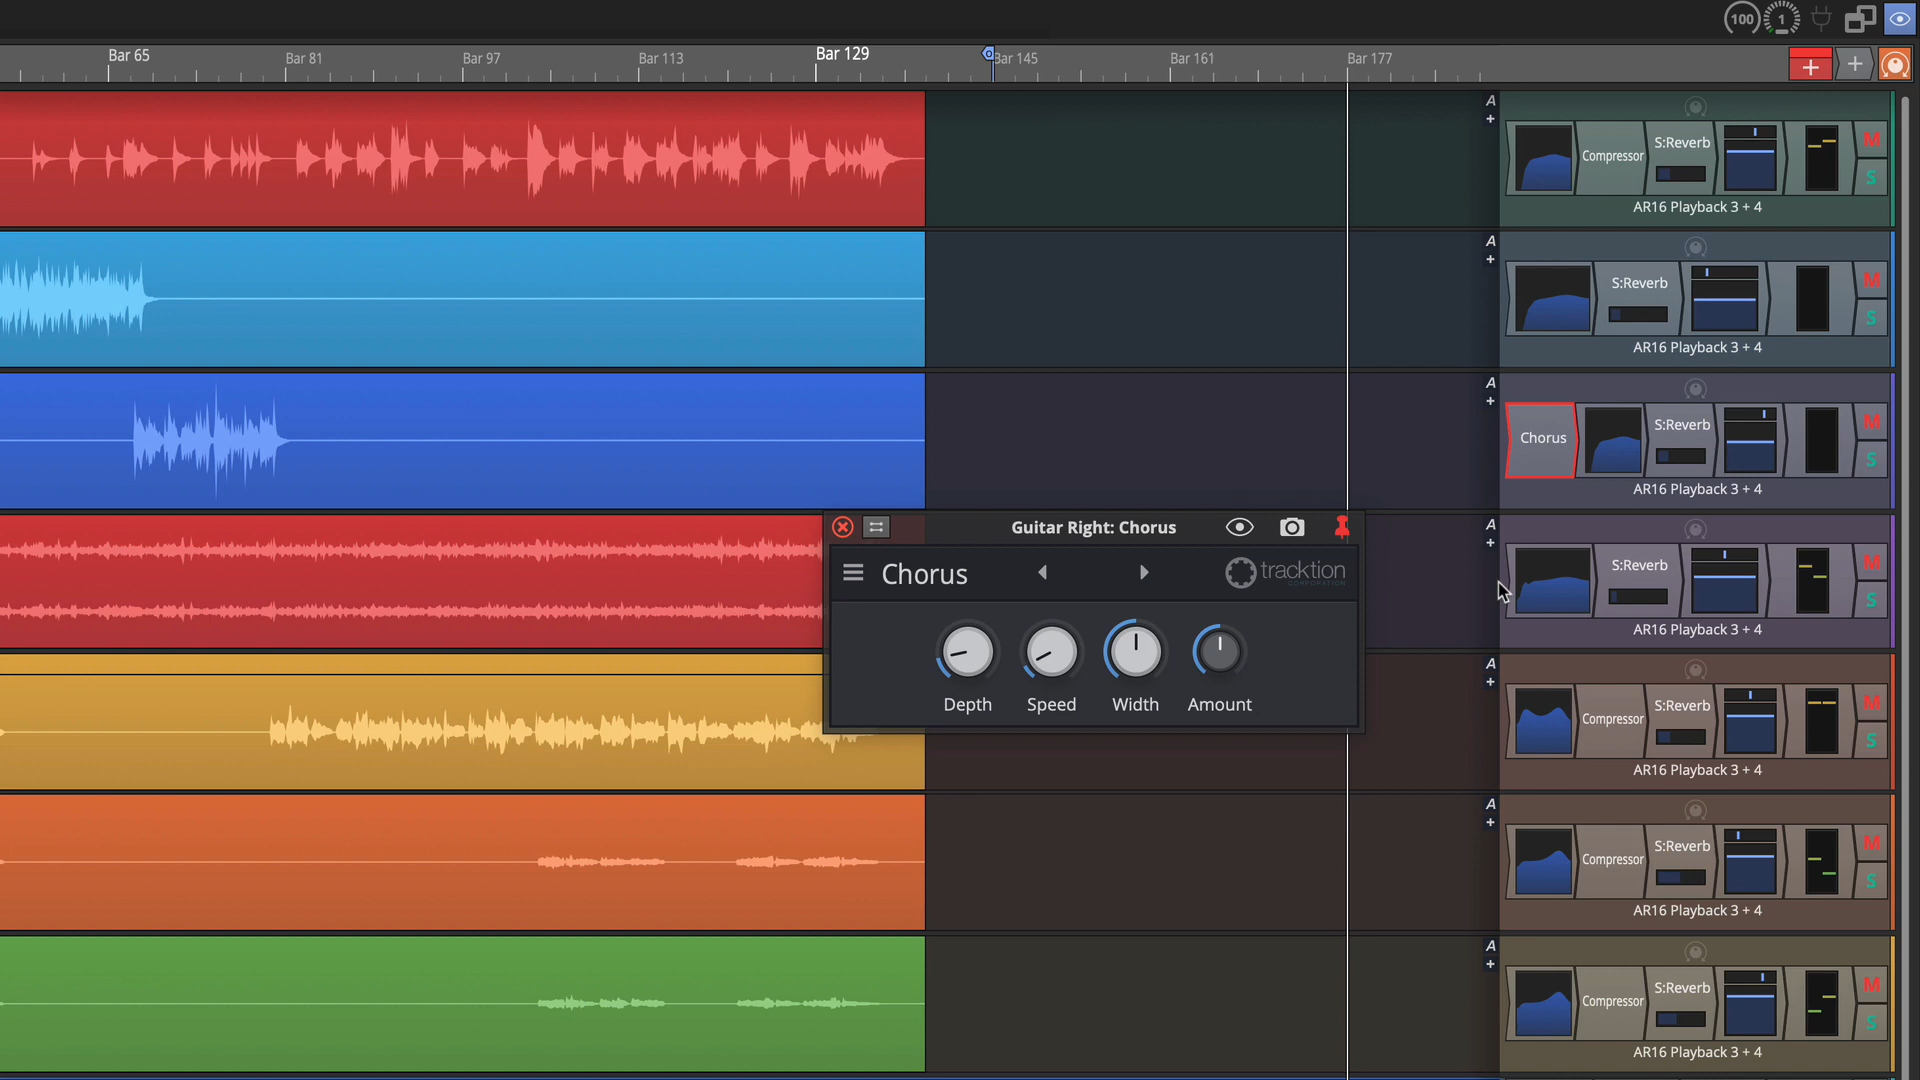 100 1
Bar 65 Bar 81 Bar 97 Bar 113 Bar 129 Bar 145 Bar 161 Bar 177
A
Compressor S:Reverb M S
AR16 Playback 3 + 4
A
S:Reverb M S
AR16 Playback 3 + 4
A
Chorus S:Reverb M S
AR16 Playback 3 + 4
Guitar Right: Chorus
Chorus tracktion
CORPORATION
Depth Speed Width Amount
A
S:Reverb M S
AR16 Playback 3 + 4
A
Compressor S:Reverb M S
AR16 Playback 3 + 4
A
Compressor S:Reverb M S
AR16 Playback 3 + 4
A
Compressor S:Reverb M S
AR16 Playback 3 + 4